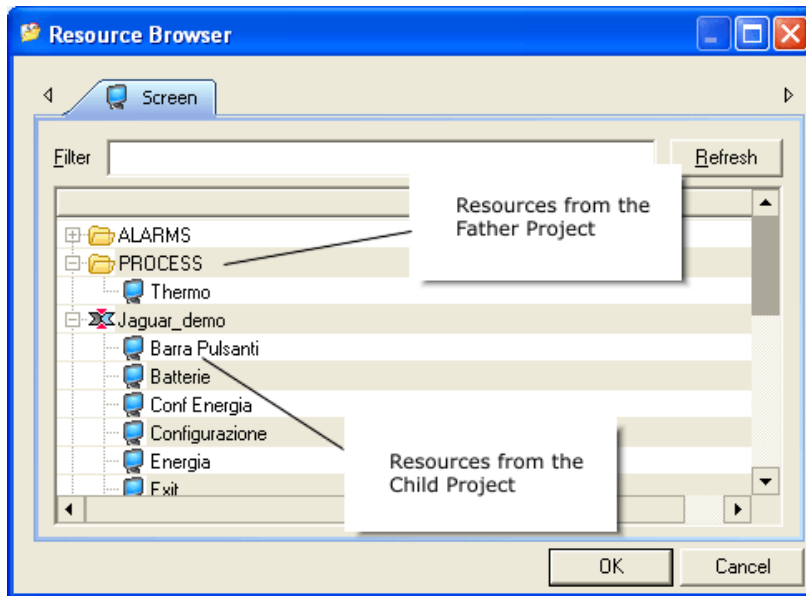 Resource Browser
Screen
Filter
Refresh
Resources from the
Father Project
ALARMS
PROCESS
Thermo
Jaguar_demo
Barra Pulsanti
Batterie
Conf Energia
Configurazione
Energia
Exit
Resources from the
Child Project
OK
Cancel